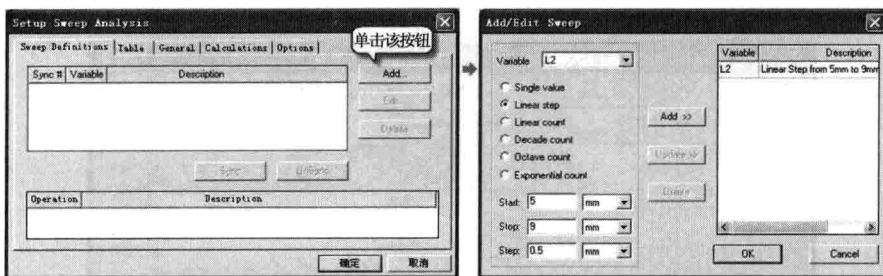 Setup Sweep Analysis
Sweep Definitions | Table | General | Calculations | Options
单击该按钮
Sync # Variable Description
Add...
Edit...
Delete
Sync
UnSync
Operation Description
确定 取消
Add/Edit Sweep
Variable L2
Single value
Linear step
Linear count
Decade count
Octave count
Exponential count
Start: 5 mm
Stop: 9 mm
Step: 0.5 mm
Add >>
Update >>
Delete
Variable Description
L2 Linear Step from 5mm to 9mm
OK Cancel